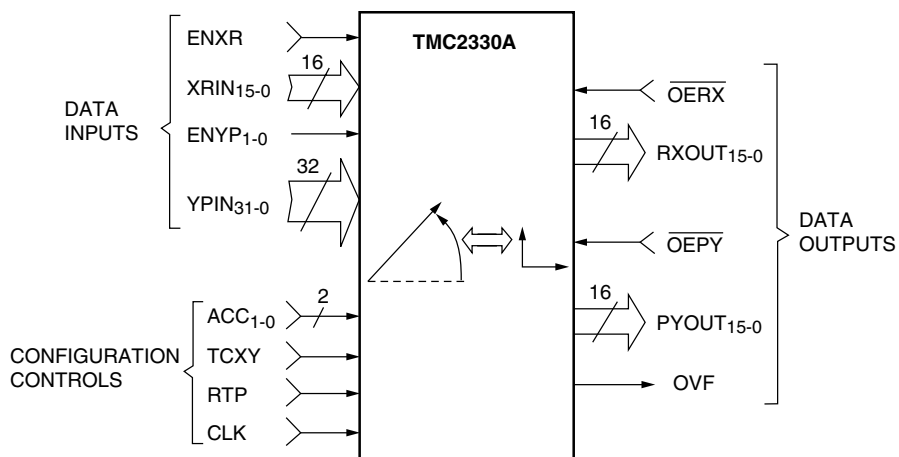 TMC2330A
DATA
INPUTS
ENXR
16
XRIN15-0
ENYP1-0
32
YPIN31-0
CONFIGURATION
CONTROLS
2
ACC1-0
TCXY
RTP
CLK
OERX
16
RXOUT15-0
OEPY
16
PYOUT15-0
OVF
DATA
OUTPUTS